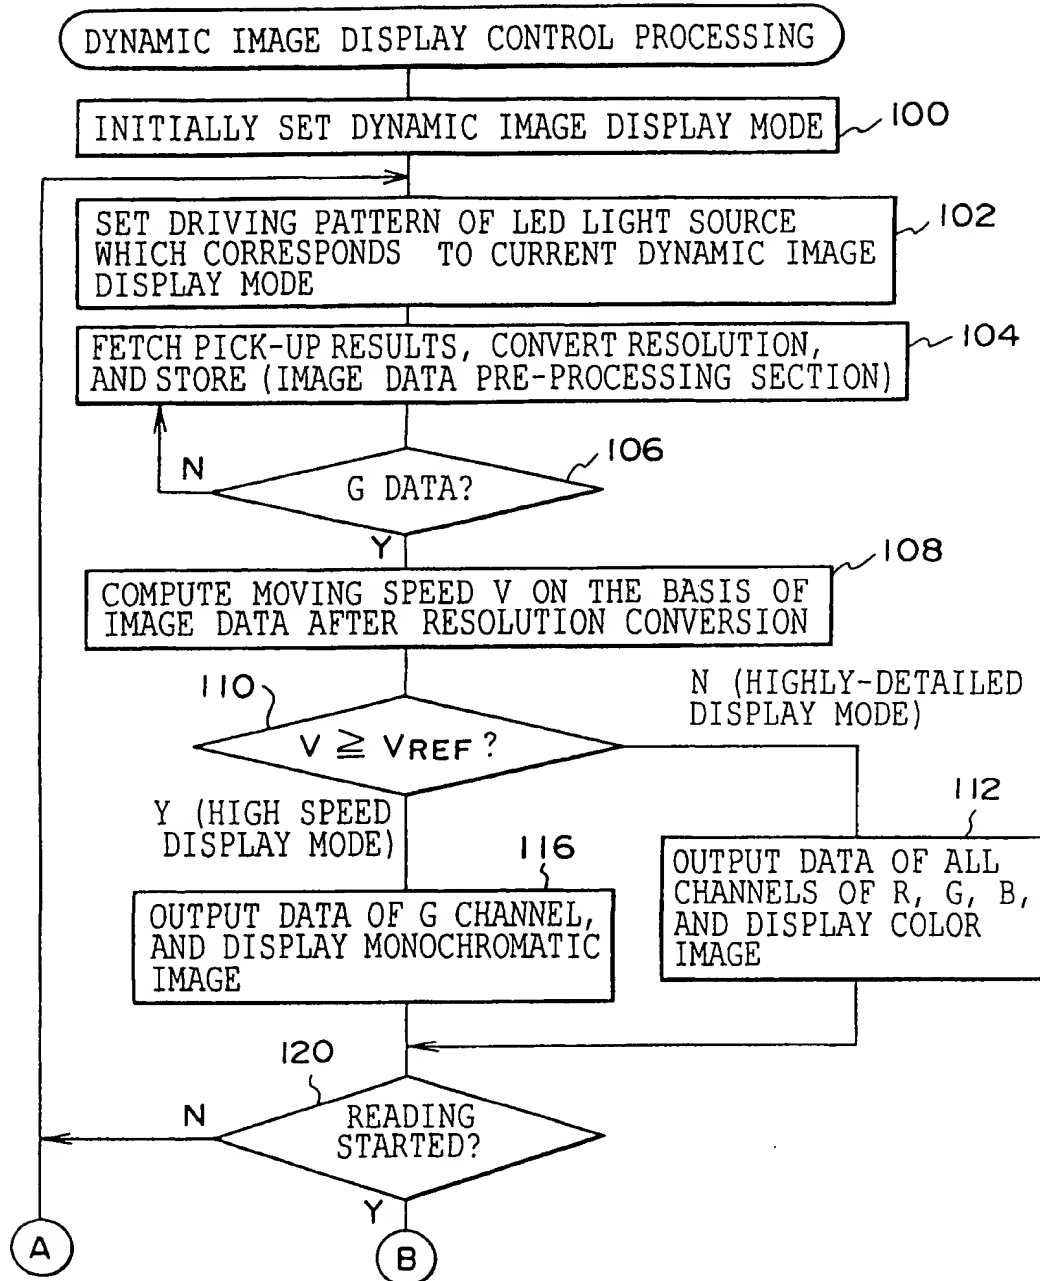 DYNAMIC IMAGE DISPLAY CONTROL PROCESSING
INITIALLY SET DYNAMIC IMAGE DISPLAY MODE
100
SET DRIVING PATTERN OF LED LIGHT SOURCE
WHICH CORRESPONDS TO CURRENT DYNAMIC IMAGE
DISPLAY MODE
102
FETCH PICK-UP RESULTS, CONVERT RESOLUTION,
AND STORE (IMAGE DATA PRE-PROCESSING SECTION)
104
N
G DATA?
106
Y
108
COMPUTE MOVING SPEED V ON THE BASIS OF
IMAGE DATA AFTER RESOLUTION CONVERSION
110
N (HIGHLY-DETAILED
DISPLAY MODE)
V ≧ VREF ?
Y (HIGH SPEED
DISPLAY MODE)
112
116
OUTPUT DATA OF ALL
CHANNELS OF R, G, B,
AND DISPLAY COLOR
IMAGE
OUTPUT DATA OF G CHANNEL,
AND DISPLAY MONOCHROMATIC
IMAGE
120
N
READING
STARTED?
Y
A
B